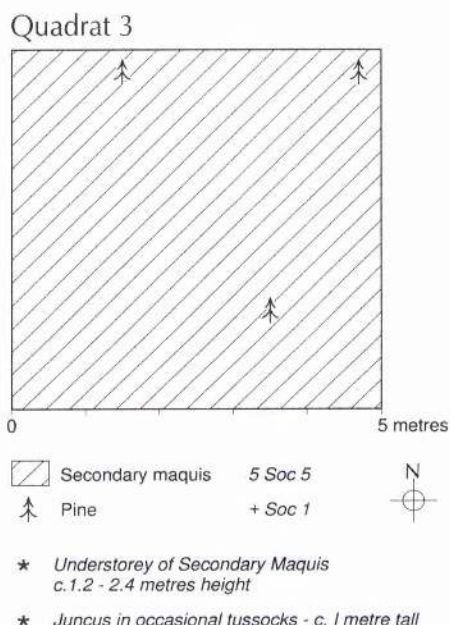 Quadrat 3
0
5 metres
Secondary maquis 5 Soc 5
N
Pine + Soc 1
* Understorey of Secondary Maquis
c.1.2 - 2.4 metres height
* Juncus in occasional tussocks - c. I metre tall